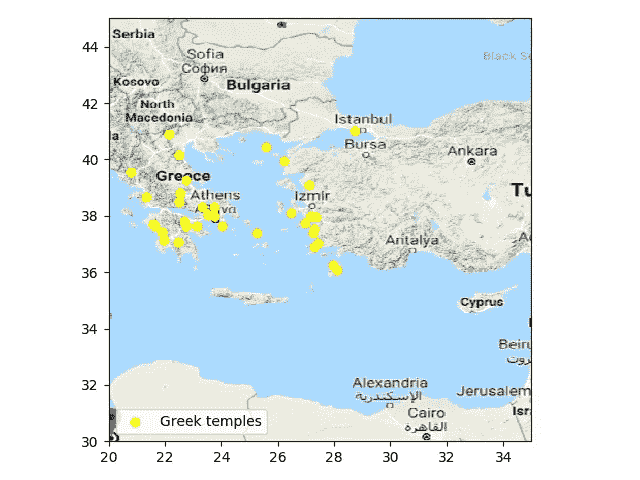 44
42
40
38
36
34
32
30
20
22
24
26
28
30
32
34
Serbia
Sofia
София
Kosovo
Bulgaria
North
Macedonia
Black S
Istanbul
Bursa
Ankara
Greece
Athens
Izmir
Tu
Antalya
Cyprus
Beiru
بيروت
Alexandria
الإسكندرية
Jerusalem
Cairo
القاهرة
Isra
Greek temples